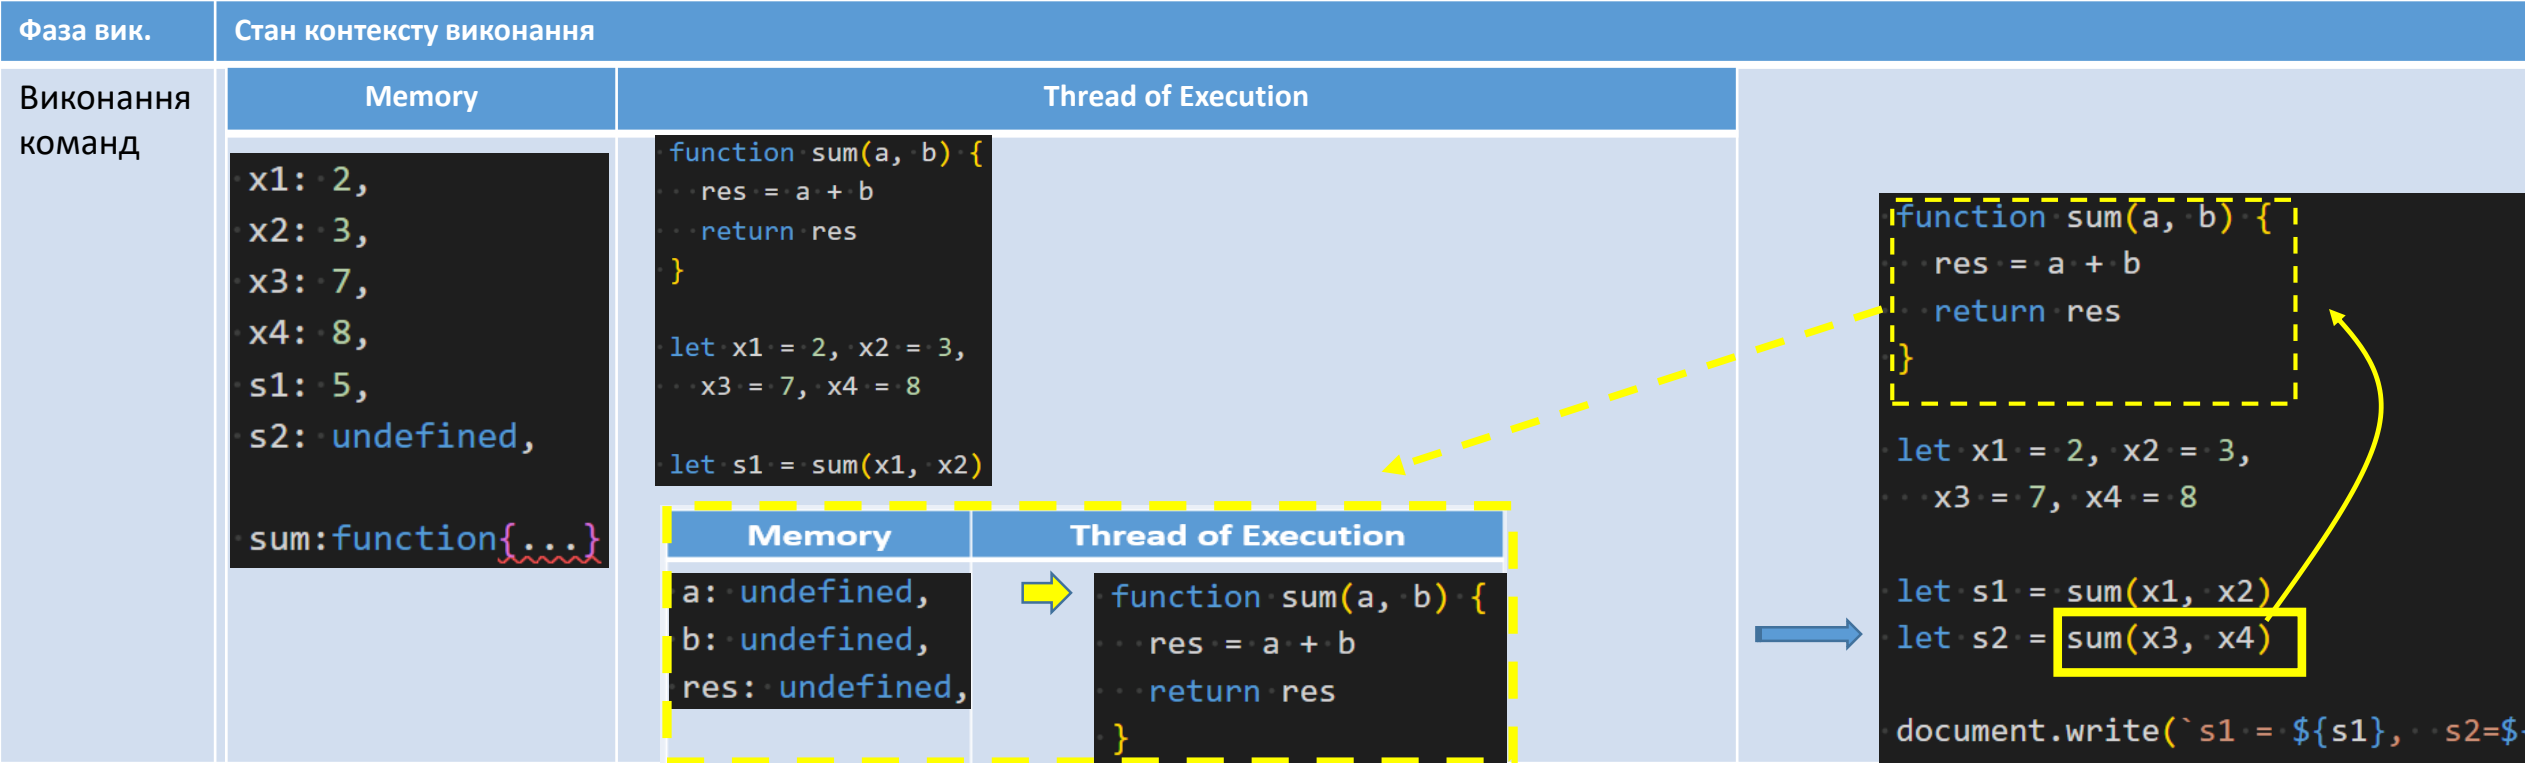 Фаза вик.
Стан контексту виконання
Виконання
команд
Memory
Thread of Execution
x1: 2,
x2: 3,
x3: 7,
x4: 8,
s1: 5,
s2: undefined,
sum:function{...}
function sum(a, b) {
res = a + b
return res
}
let x1 = 2, x2 = 3,
x3 = 7, x4 = 8
let s1 = sum(x1, x2)
Memory
Thread of Execution
a: undefined,
b: undefined,
res: undefined,
function sum(a, b) {
res = a + b
return res
}
function sum(a, b) {
res = a + b
return res
}
let x1 = 2, x2 = 3,
x3 = 7, x4 = 8
let s1 = sum(x1, x2)
let s2 = sum(x3, x4)
document.write(`s1 = ${s1}, s2=$